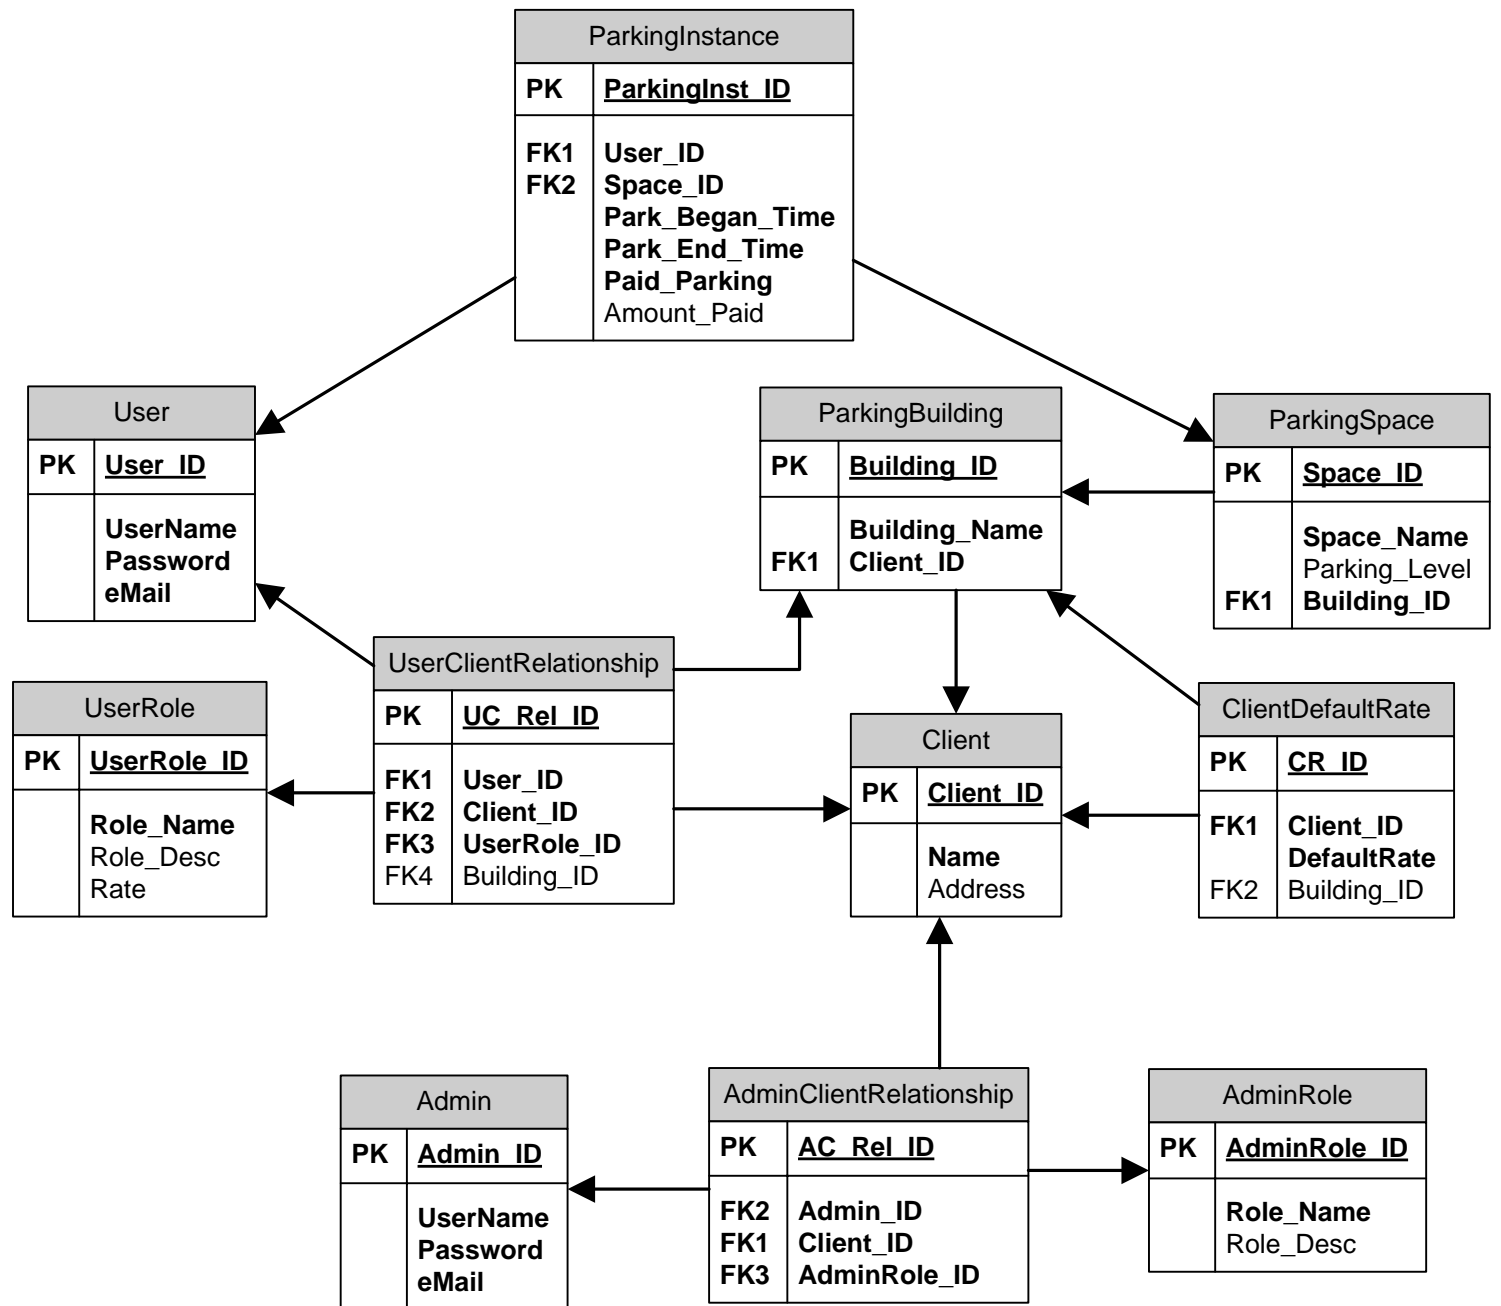 ParkingInstance
PK ParkingInst_ID
FK1 User_ID
FK2 Space_ID
Park_Began_Time
Park_End_Time
Paid_Parking
Amount_Paid
User
PK User_ID
UserName
Password
eMail
ParkingBuilding
PK Building_ID
Building_Name
FK1 Client_ID
ParkingSpace
PK Space_ID
Space_Name
Parking_Level
FK1 Building_ID
UserClientRelationship
PK UC_Rel_ID
FK1 User_ID
FK2 Client_ID
FK3 UserRole_ID
FK4 Building_ID
UserRole
PK UserRole_ID
Role_Name
Role_Desc
Rate
Client
PK Client_ID
Name
Address
ClientDefaultRate
PK CR_ID
FK1 Client_ID
DefaultRate
FK2 Building_ID
Admin
PK Admin_ID
UserName
Password
eMail
AdminClientRelationship
PK AC_Rel_ID
FK2 Admin_ID
FK1 Client_ID
FK3 AdminRole_ID
AdminRole
PK AdminRole_ID
Role_Name
Role_Desc